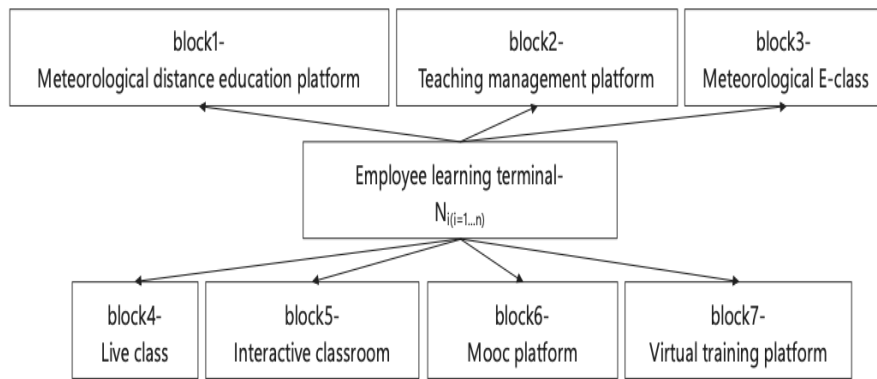 block1-
Meteorological distance education platform
block2-
Teaching management platform
block3-
Meteorological E-class
Employee learning terminal-
Ni(i=1...n)
block4-
Live class
block5-
Interactive classroom
block6-
Mooc platform
block7-
Virtual training platform